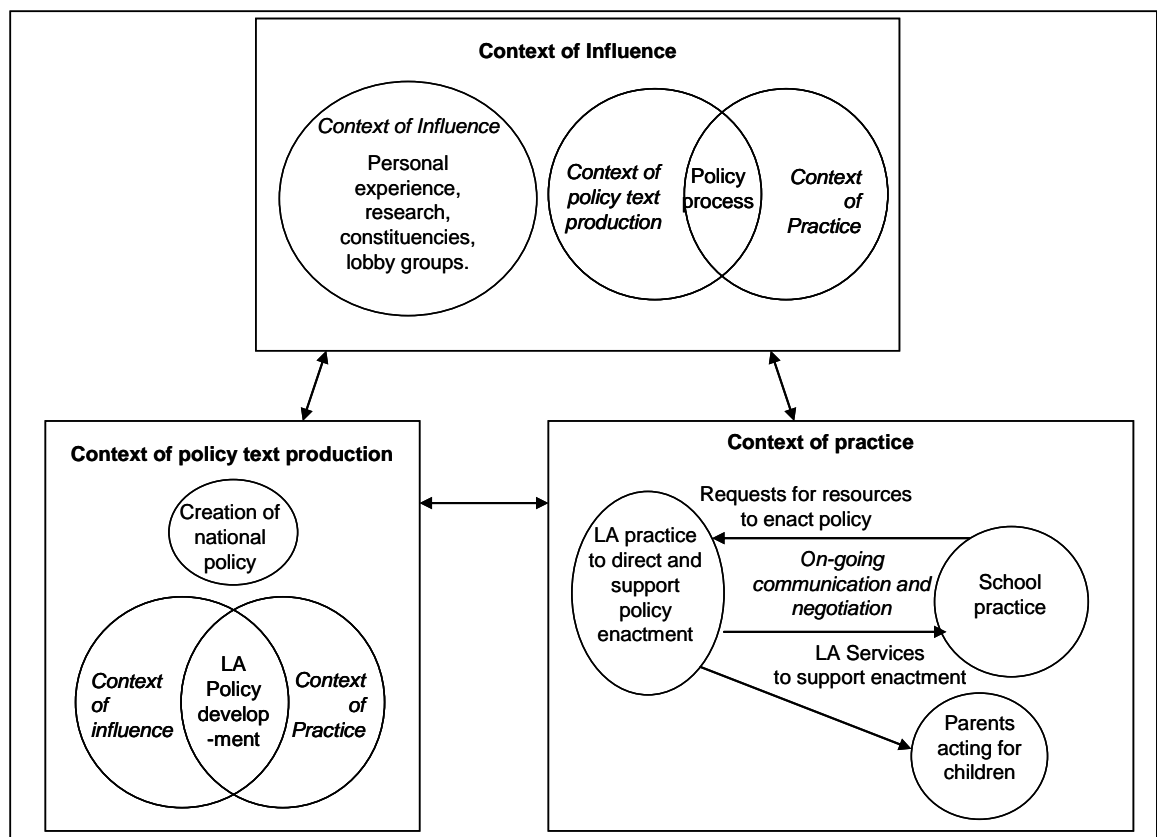 Context of Influence
Context of Influence
Personal
experience,
research,
constituencies,
lobby groups.
Context of
policy text
production
Policy
process
Context
of
Practice
Context of policy text production
Creation of
national
policy
Context
of
influence
LA
Policy
develop
-ment
Context
of
Practice
Context of practice
LA practice
to direct and
support
policy
enactment
Requests for resources
to enact policy
On-going
communication and
negotiation
LA Services
to support enactment
School
practice
Parents
acting for
children